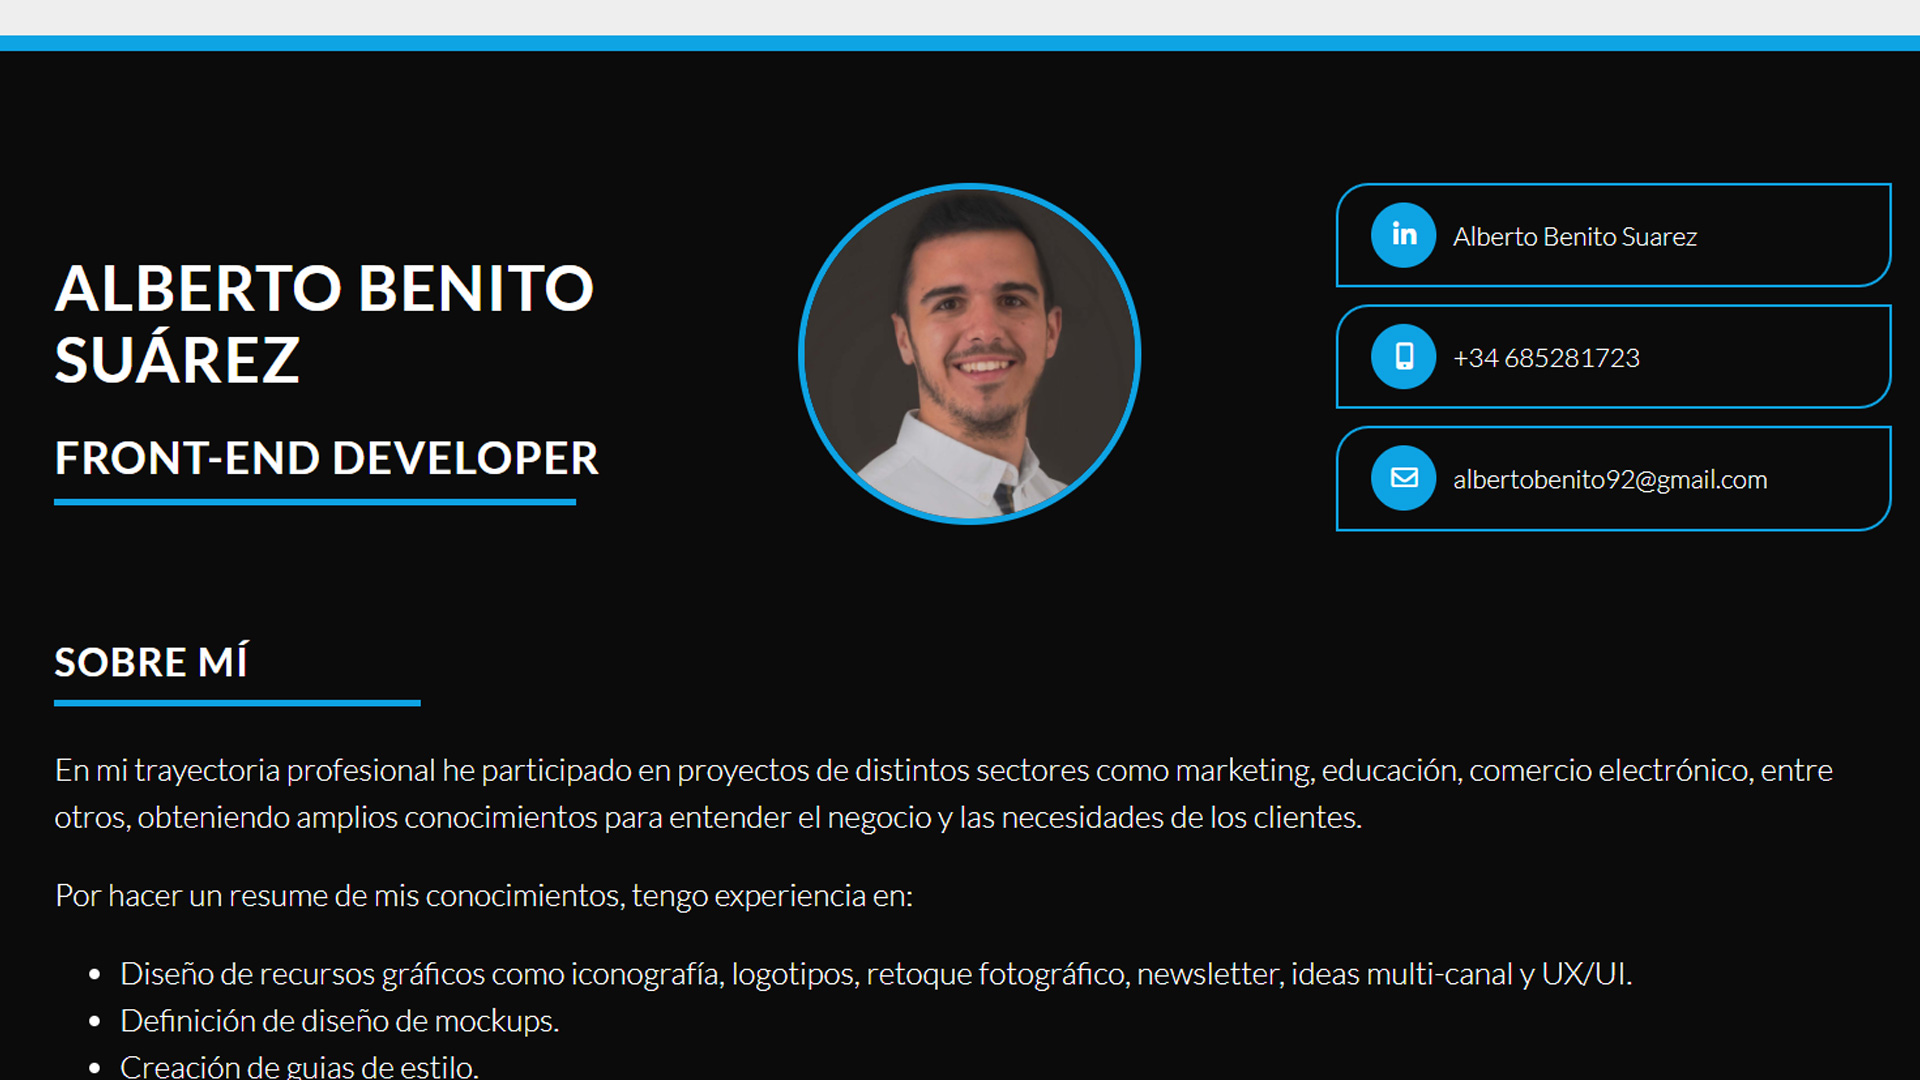 ALBERTO BENITO
SUÁREZ
FRONT-END DEVELOPER
in
Alberto Benito Suarez
+34 685281723
albertobenito92@gmail.com
SOBRE MÍ
En mi trayectoria profesional he participado en proyectos de distintos sectores como marketing, educación, comercio electrónico, entre
otros, obteniendo amplios conocimientos para entender el negocio y las necesidades de los clientes.
Por hacer un resume de mis conocimientos, tengo experiencia en:
• Diseño de recursos gráficos como iconografía, logotipos, retoque fotográfico, newsletter, ideas multi-canal y UX/UI.
• Definición de diseño de mockups.
• Creación de guias de estilo.